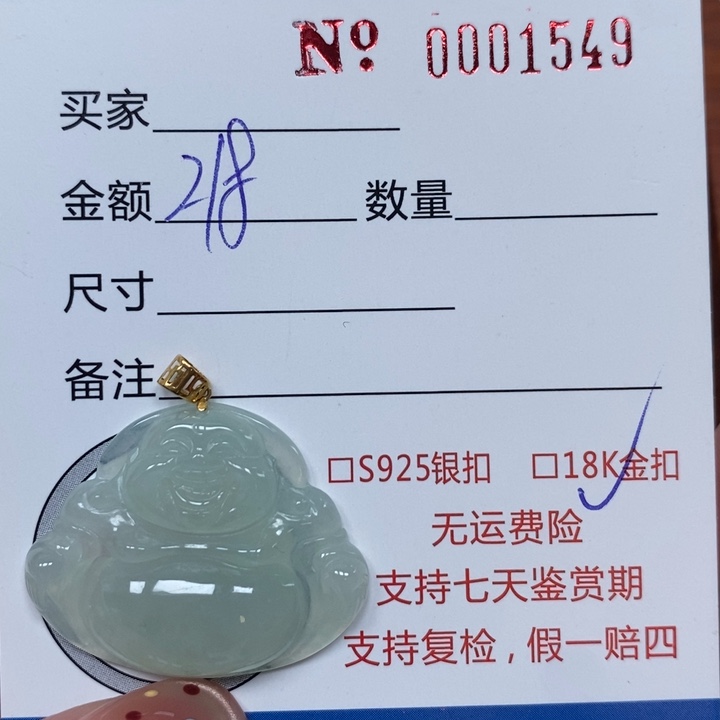 No 0001549
买家
金额 218 数量
尺寸
备注
□S925银扣 □18K金扣
无运费险
支持七天鉴赏期
支持复检，假一赔四